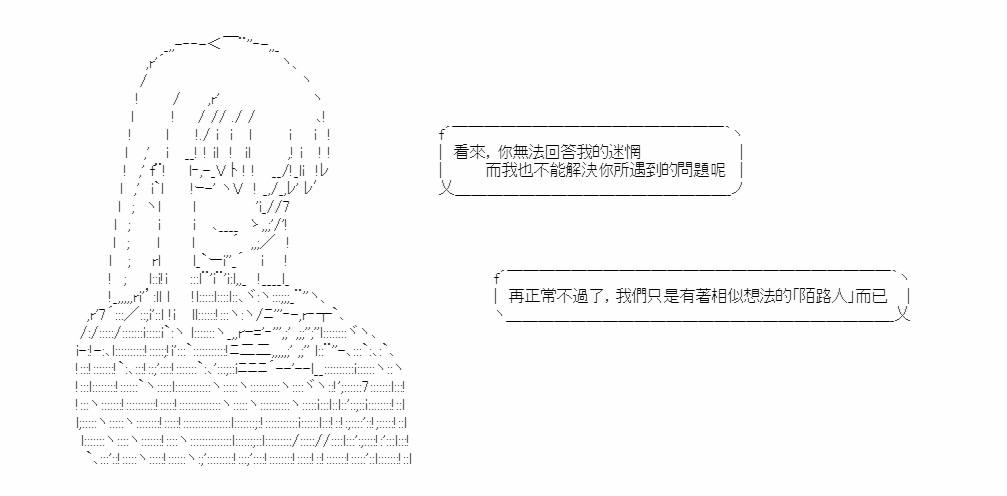 看來，你無法回答我的迷惘
而我也不能解決你所遇到的問題呢
再正常不過了，我們只是有著相似想法的「陌路人」而已